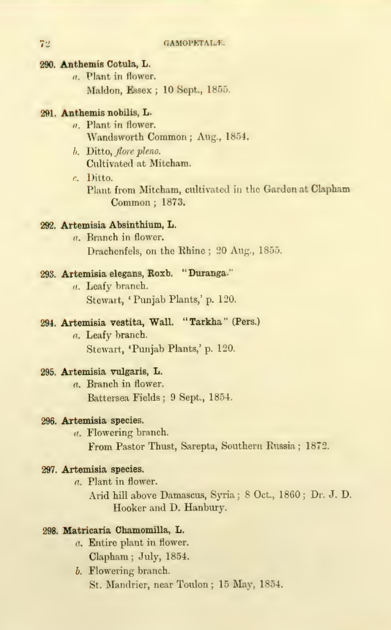 72 GAMOPETALÆ.
290. Anthemis Cotula, L.
a. Plant in flower.
Maldon, Essex ; 10 Sept., 1855.
291. Anthemis nobilis, L.
a. Plant in flower.
Wandsworth Common ; Aug., 1854.
b. Ditto, flore pleno.
Cultivated at Mitcham.
c. Ditto.
Plant from Mitcham, cultivated in the Garden at Clapham
Common ; 1873.
292. Artemisia Absinthium, L.
a. Branch in flower.
Drachenfels, on the Rhine ; 20 Aug., 1855.
293. Artemisia elegans, Roxb. "Duranga."
a. Leafy branch.
Stewart, 'Punjab Plants,' p. 120.
294. Artemisia vestita, Wall. "Tarkha" (Pers.)
a. Leafy branch.
Stewart, 'Punjab Plants,' p. 120.
295. Artemisia vulgaris, L.
a. Branch in flower.
Battersea Fields ; 9 Sept., 1854.
296. Artemisia species.
a. Flowering branch.
From Pastor Thust, Sarepta, Southern Russia ; 1872.
297. Artemisia species.
a. Plant in flower.
Arid hill above Damascus, Syria ; 8 Oct., 1860 ; Dr. J. D.
Hooker and D. Hanbury.
298. Matricaria Chamomilla, L.
a. Entire plant in flower.
Clapham ; July, 1854.
b. Flowering branch.
St. Mandrier, near Toulon ; 15 May, 1854.